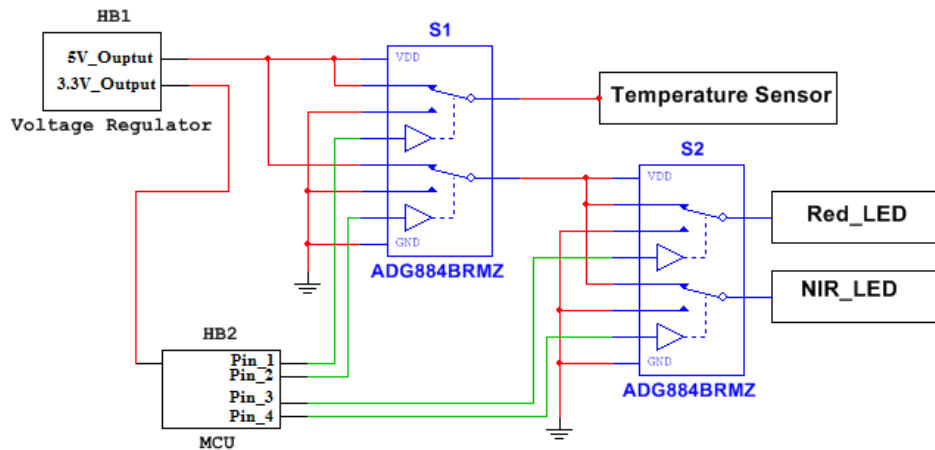 HB1
5V_Ouptut
3.3V_Output
Voltage Regulator
S1
VDD
GND
ADG884BRMZ
Temperature Sensor
S2
VDD
GND
ADG884BRMZ
Red_LED
NIR_LED
HB2
Pin_1
Pin_2
Pin_3
Pin_4
MCU